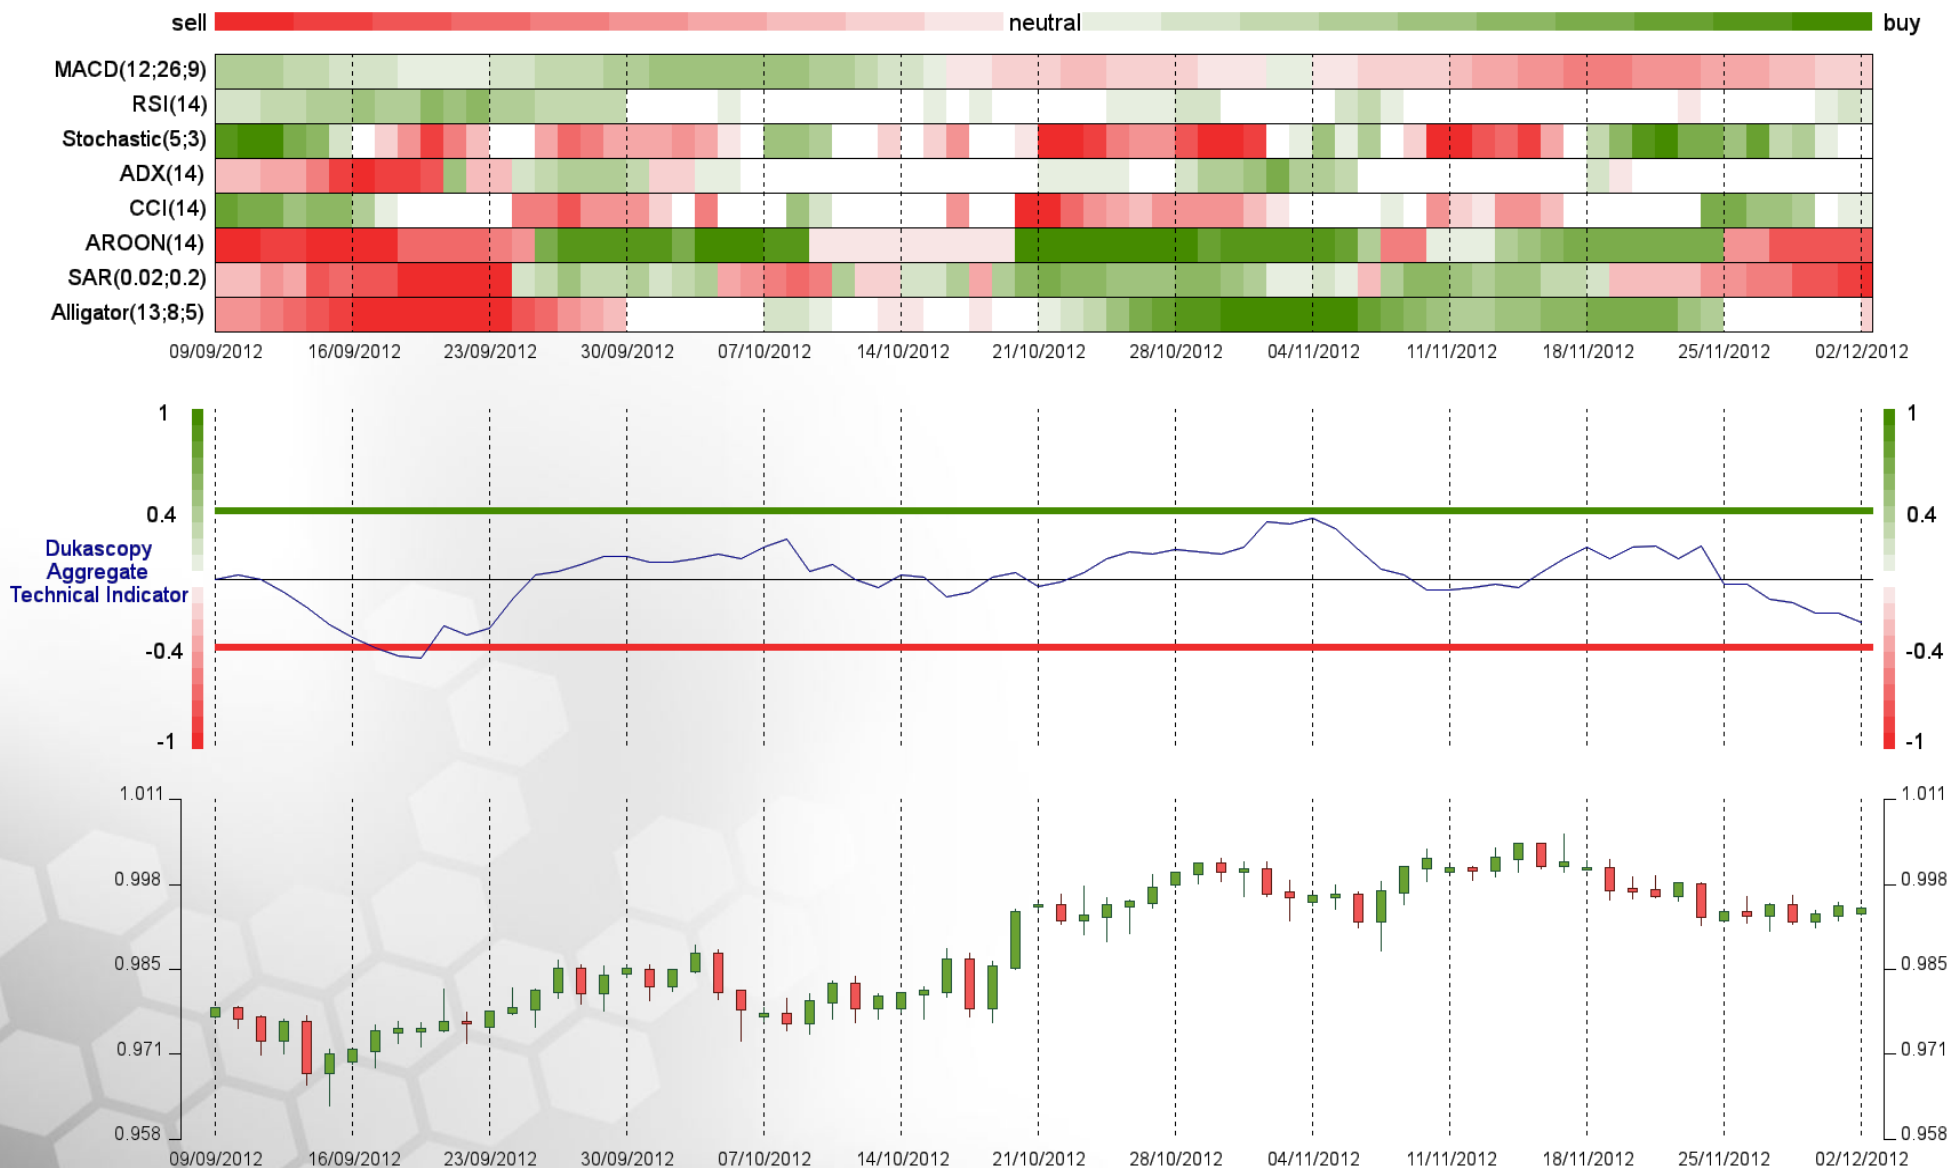 sell neutral buy
MACD(12;26;9)
RSI(14)
Stochastic(5;3)
ADX(14)
CCI(14)
AROON(14)
SAR(0.02;0.2)
Alligator(13;8;5)
09/09/2012 16/09/2012 23/09/2012 30/09/2012 07/10/2012 14/10/2012 21/10/2012 28/10/2012 04/11/2012 11/11/2012 18/11/2012 25/11/2012 02/12/2012
1 1
0.4 0.4
Dukascopy
Aggregate
Technical Indicator
-0.4 -0.4
-1 -1
1.011 1.011
0.998 0.998
0.985 0.985
0.971 0.971
0.958 0.958
09/09/2012 16/09/2012 23/09/2012 30/09/2012 07/10/2012 14/10/2012 21/10/2012 28/10/2012 04/11/2012 11/11/2012 18/11/2012 25/11/2012 02/12/2012